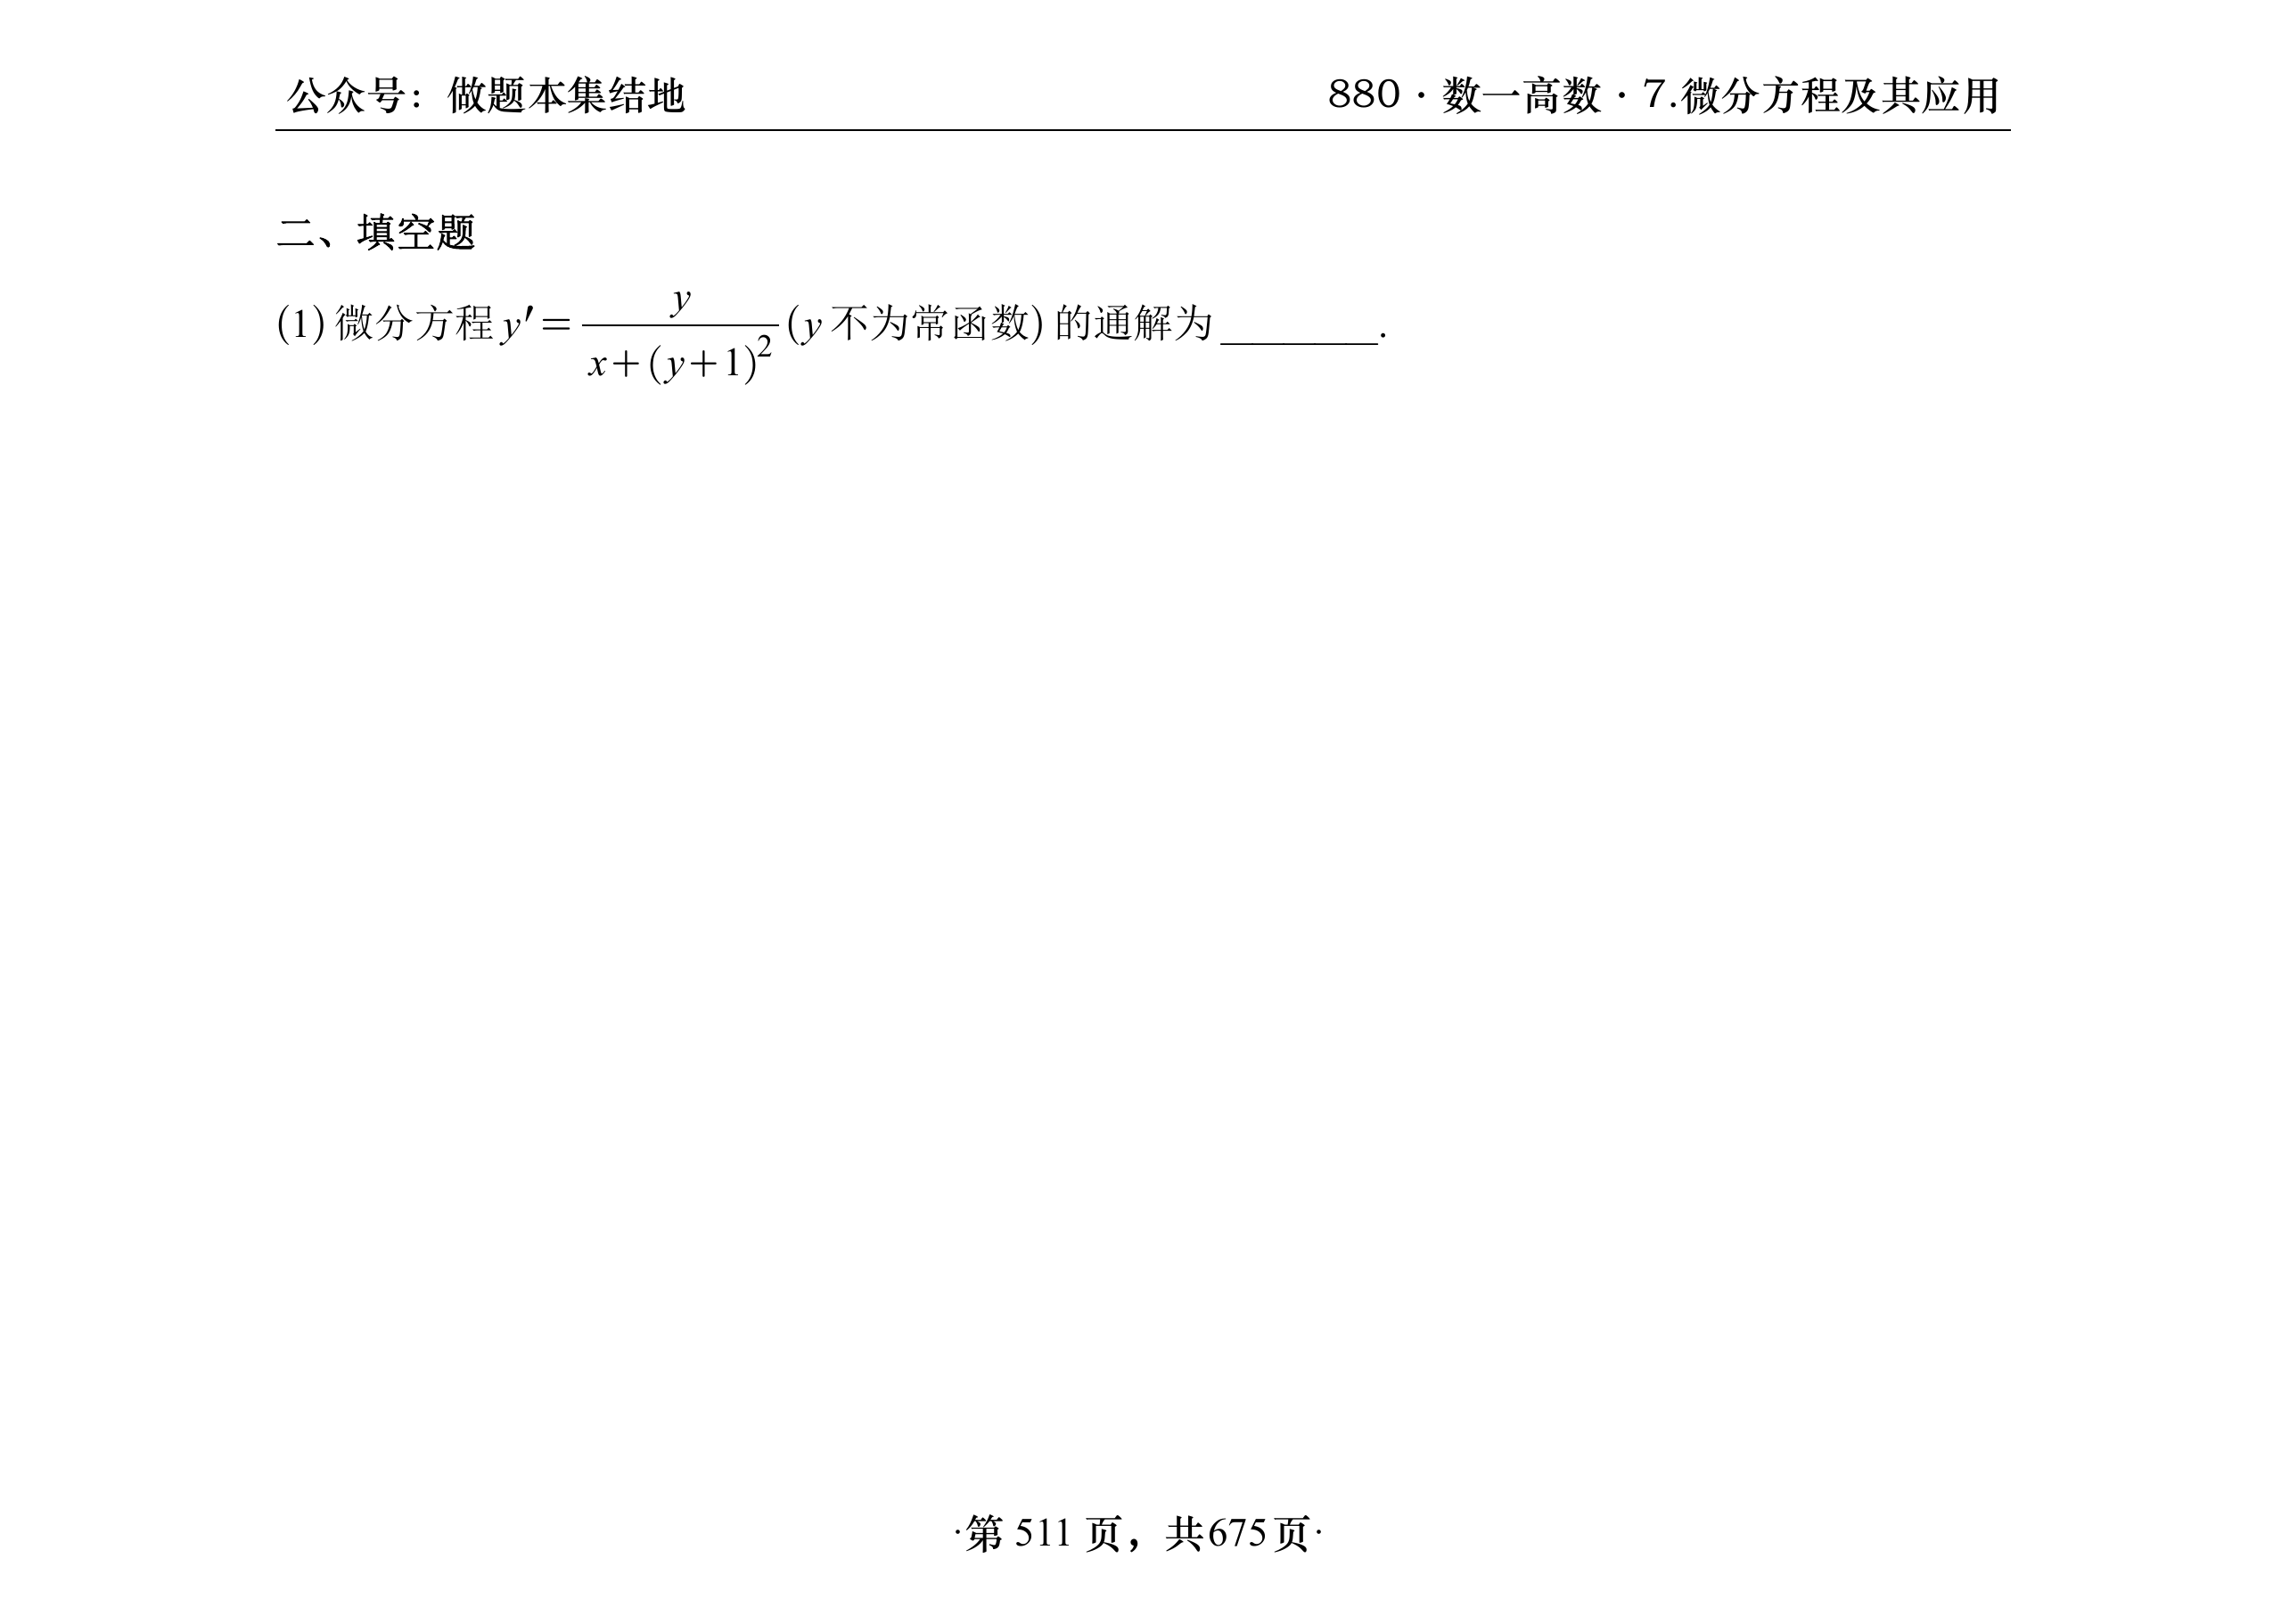 公众号：做题本集结地 880·数一高数·7.微分方程及其应用
二、填空题
(1) 微分方程 y′= y/(x+(y+1)²) (y 不为常函数) 的通解为________.
·第 511 页，共675页·